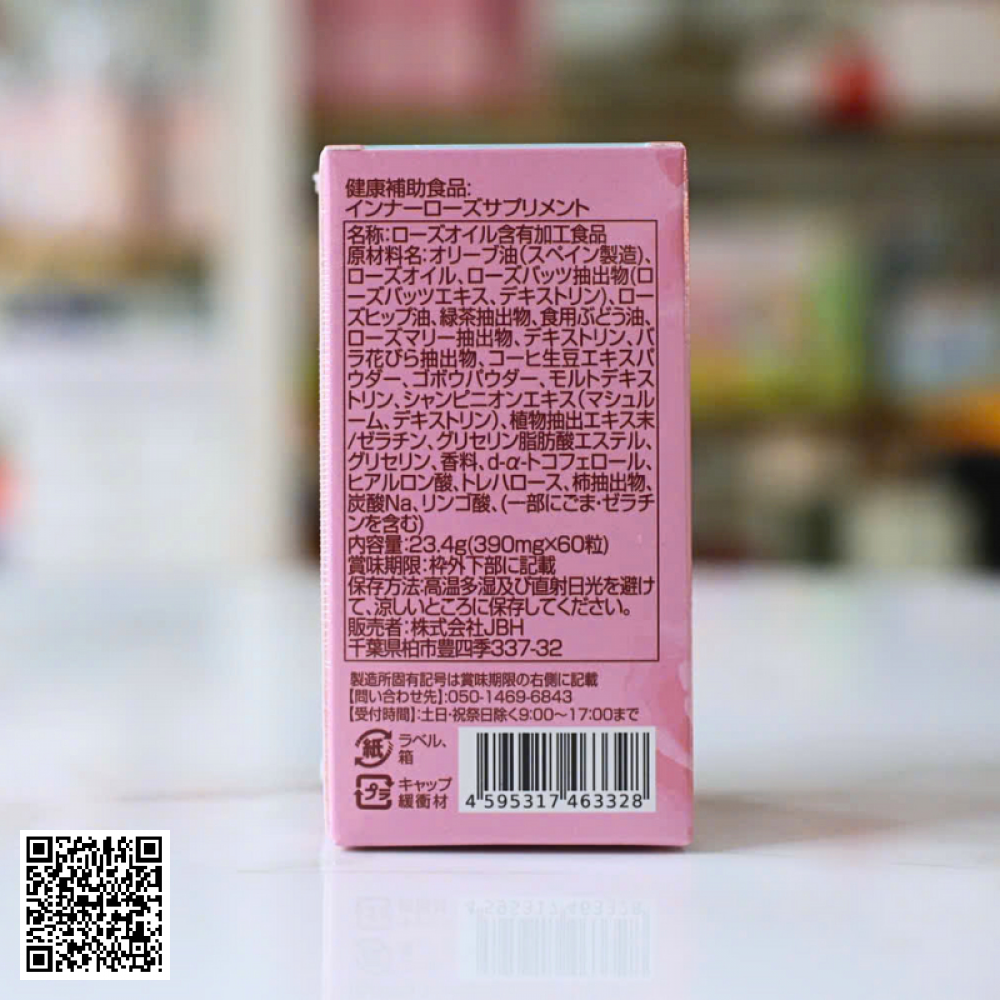 健康補助食品:
インナーローズサプリメント
名称:ローズオイル含有加工食品
原材料名:オリーブ油(スペイン製造)、
ローズオイル、ローズバッツ抽出物(ロ
ーズバッツエキス、デキストリン)、ロー
ズヒップ油、緑茶抽出物、食用ぶどう油、
ローズマリー抽出物、デキストリン、バ
ラ花びら抽出物、コーヒ生豆エキスパ
ウダー、ゴボウパウダー、モルトデキス
トリン、シャンピニオンエキス(マシュル
ーム、デキストリン)、植物抽出エキス末
/ゼラチン、グリセリン脂肪酸エステル、
グリセリン、香料、d-α-トコフェロール、
ヒアルロン酸、トレハロース、柿抽出物、
炭酸Na、リンゴ酸、(一部にごま・ゼラチ
ンを含む)
内容量:23.4g(390mg×60粒)
賞味期限:枠外下部に記載
保存方法:高温多湿及び直射日光を避け
て、涼しいところに保存してください。
販売者:株式会社JBH
千葉県柏市豊四季337-32
製造所固有記号は賞味期限の右側に記載
【問い合わせ先】:050-1469-6843
【受付時間】:土日・祝祭日除く9:00〜17:00まで
紙 ラベル、
箱
プラ キャップ
緩衝材
4 595317 463328